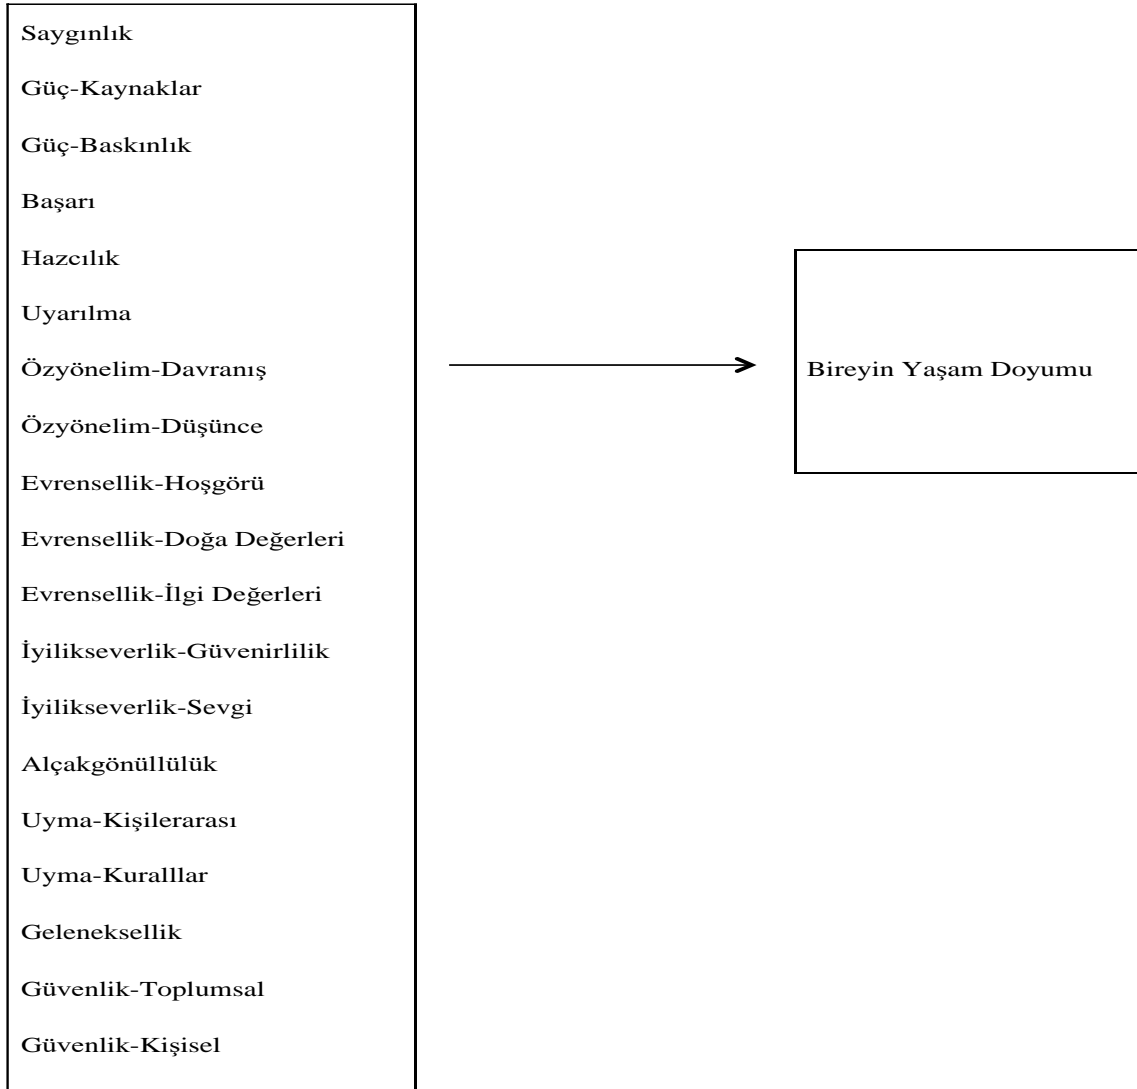 Saygınlık
Güç-Kaynaklar
Güç-Baskınlık
Başarı
Hazcılık
Uyarılma
Özyönelim-Davranış
Özyönelim-Düşünce
Evrensellik-Hoşgörü
Evrensellik-Doğa Değerleri
Evrensellik-İlgi Değerleri
İyilikseverlik-Güvenirlilik
İyilikseverlik-Sevgi
Alçakgönüllülük
Uyma-Kişilerarası
Uyma-Kuralllar
Geleneksellik
Güvenlik-Toplumsal
Güvenlik-Kişisel
Bireyin Yaşam Doyumu